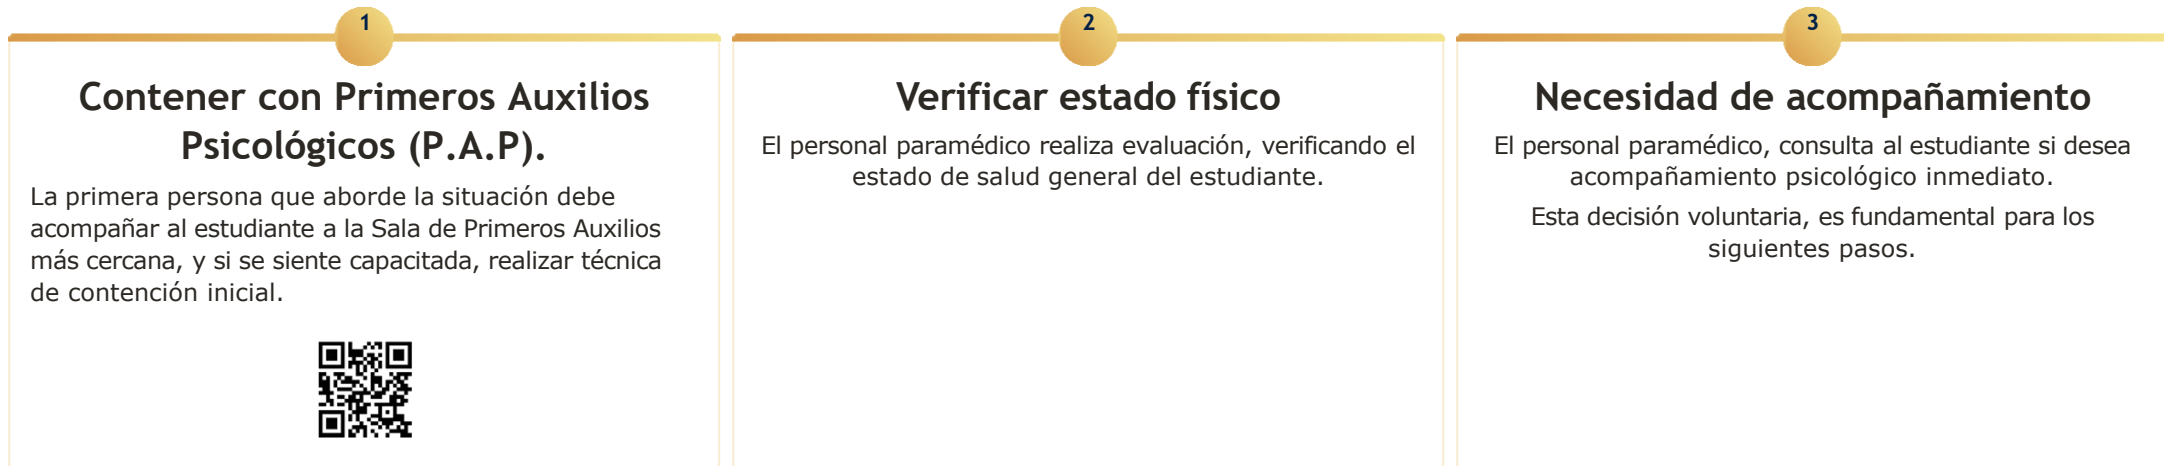 1
Contener con Primeros Auxilios
Psicológicos (P.A.P).
La primera persona que aborde la situación debe
acompañar al estudiante a la Sala de Primeros Auxilios
más cercana, y si se siente capacitada, realizar técnica
de contención inicial.
2
Verificar estado físico
El personal paramédico realiza evaluación, verificando el
estado de salud general del estudiante.
3
Necesidad de acompañamiento
El personal paramédico, consulta al estudiante si desea
acompañamiento psicológico inmediato.
Esta decisión voluntaria, es fundamental para los
siguientes pasos.